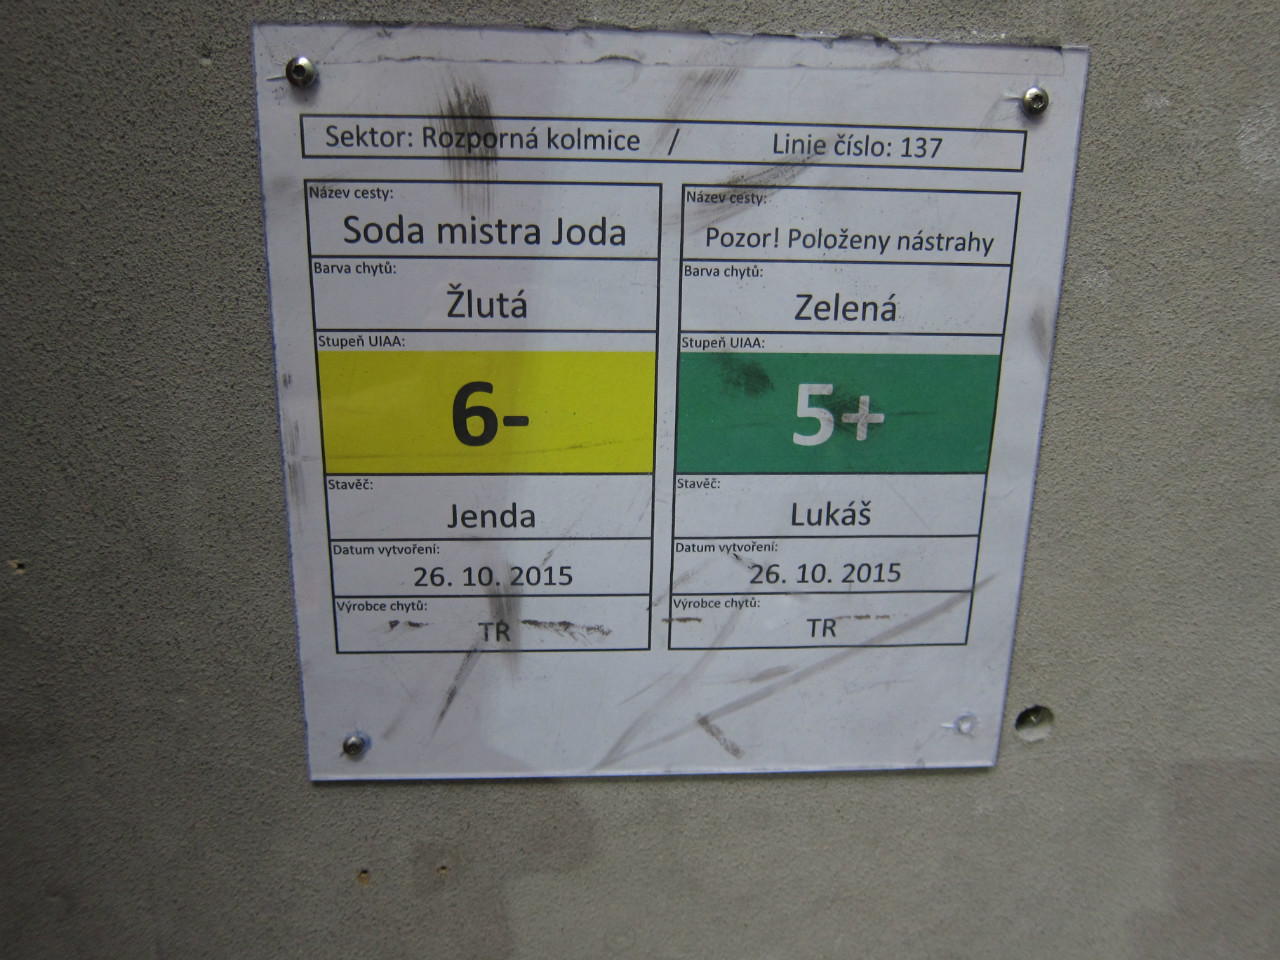 Sektor: Rozporná kolmice / Linie číslo: 137
Název cesty:
Soda mistra Joda
Barva chytů:
Žlutá
Stupeň UIAA:
6-
Stavěč:
Jenda
Datum vytvoření:
26. 10. 2015
Výrobce chytů:
TR
Název cesty:
Pozor! Položeny nástrahy
Barva chytů:
Zelená
Stupeň UIAA:
5+
Stavěč:
Lukáš
Datum vytvoření:
26. 10. 2015
Výrobce chytů:
TR